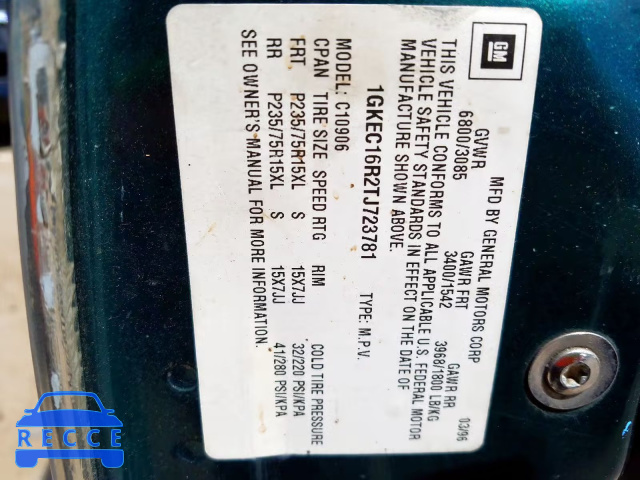 GM
MFD BY GENERAL MOTORS CORP 03/96
GVWR GAWR FRT GAWR RR
6800/3085 3400/1542 3968/1800 LB/KG
THIS VEHICLE CONFORMS TO ALL APPLICABLE U.S. FEDERAL MOTOR
VEHICLE SAFETY STANDARDS IN EFFECT ON THE DATE OF
MANUFACTURE SHOWN ABOVE.
1GKEC16R2TJ723781 TYPE: M.P.V.
MODEL: C10906
CPAN TIRE SIZE SPEED RTG RIM COLD TIRE PRESSURE
FRT P235/75R15XL S 15X7JJ 32/220 PSI/KPA
RR P235/75R15XL S 15X7JJ 41/280 PSI/KPA
SEE OWNER'S MANUAL FOR MORE INFORMATION.
RECCE